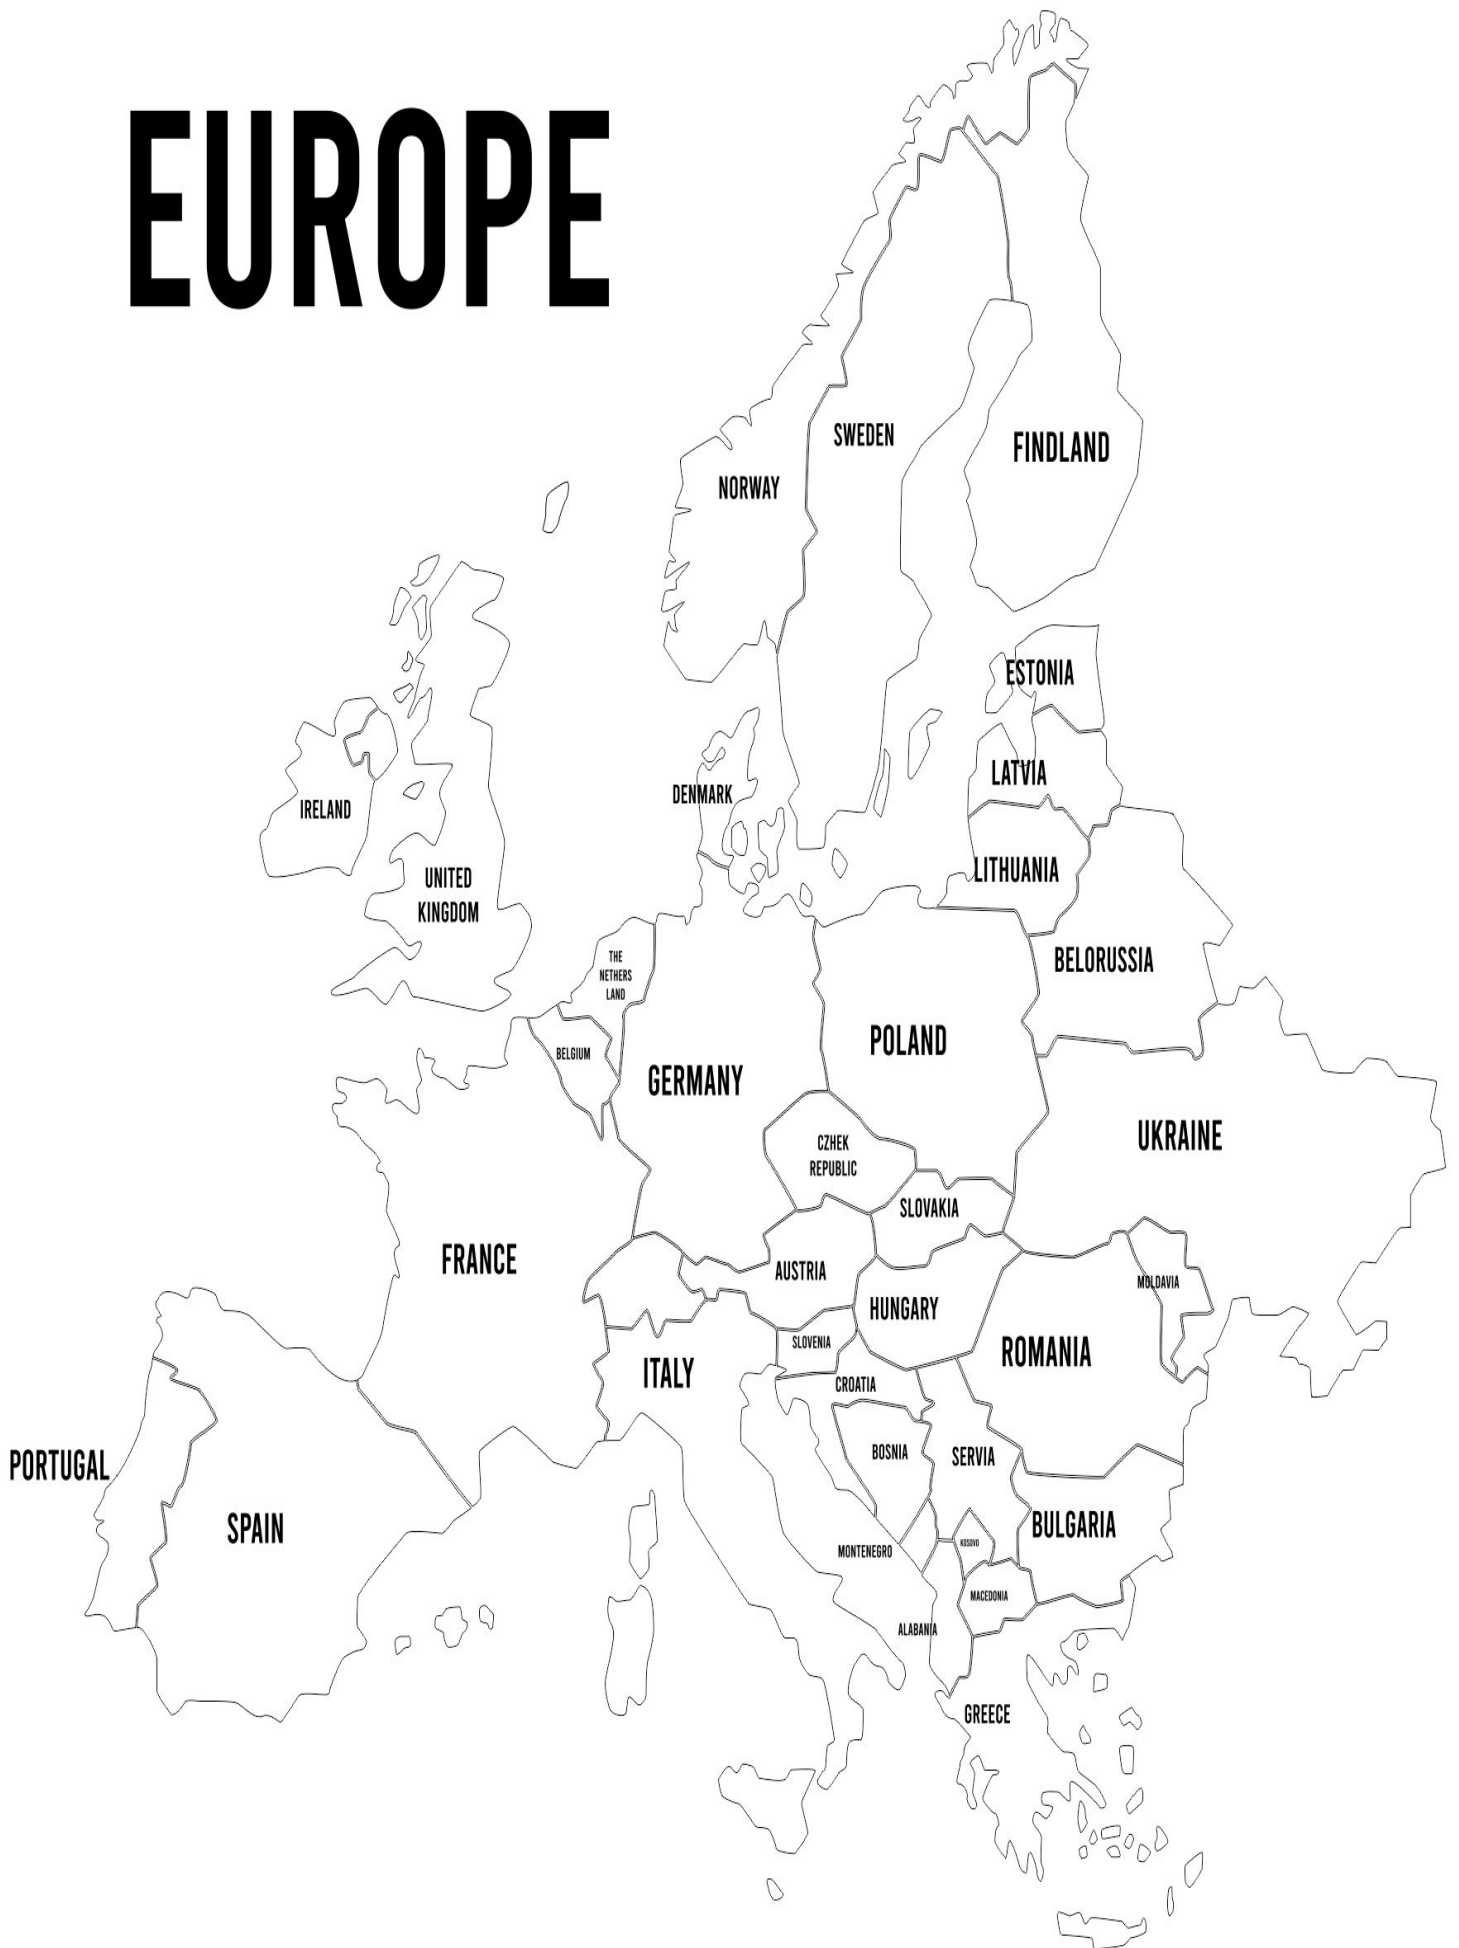 EUROPE
SWEDEN
FINDLAND
NORWAY
ESTONIA
LATVIA
DENMARK
IRELAND
LITHUANIA
UNITED
KINGDOM
BELORUSSIA
THE
NETHERS
LAND
POLAND
BELGIUM
GERMANY
UKRAINE
CZHEK
REPUBLIC
SLOVAKIA
FRANCE
AUSTRIA
MOLDAVIA
HUNGARY
SLOVENIA
ROMANIA
ITALY
CROATIA
BOSNIA
SERVIA
PORTUGAL
SPAIN
BULGARIA
KOSOVO
MONTENEGRO
MACEDONIA
ALABANIA
GREECE